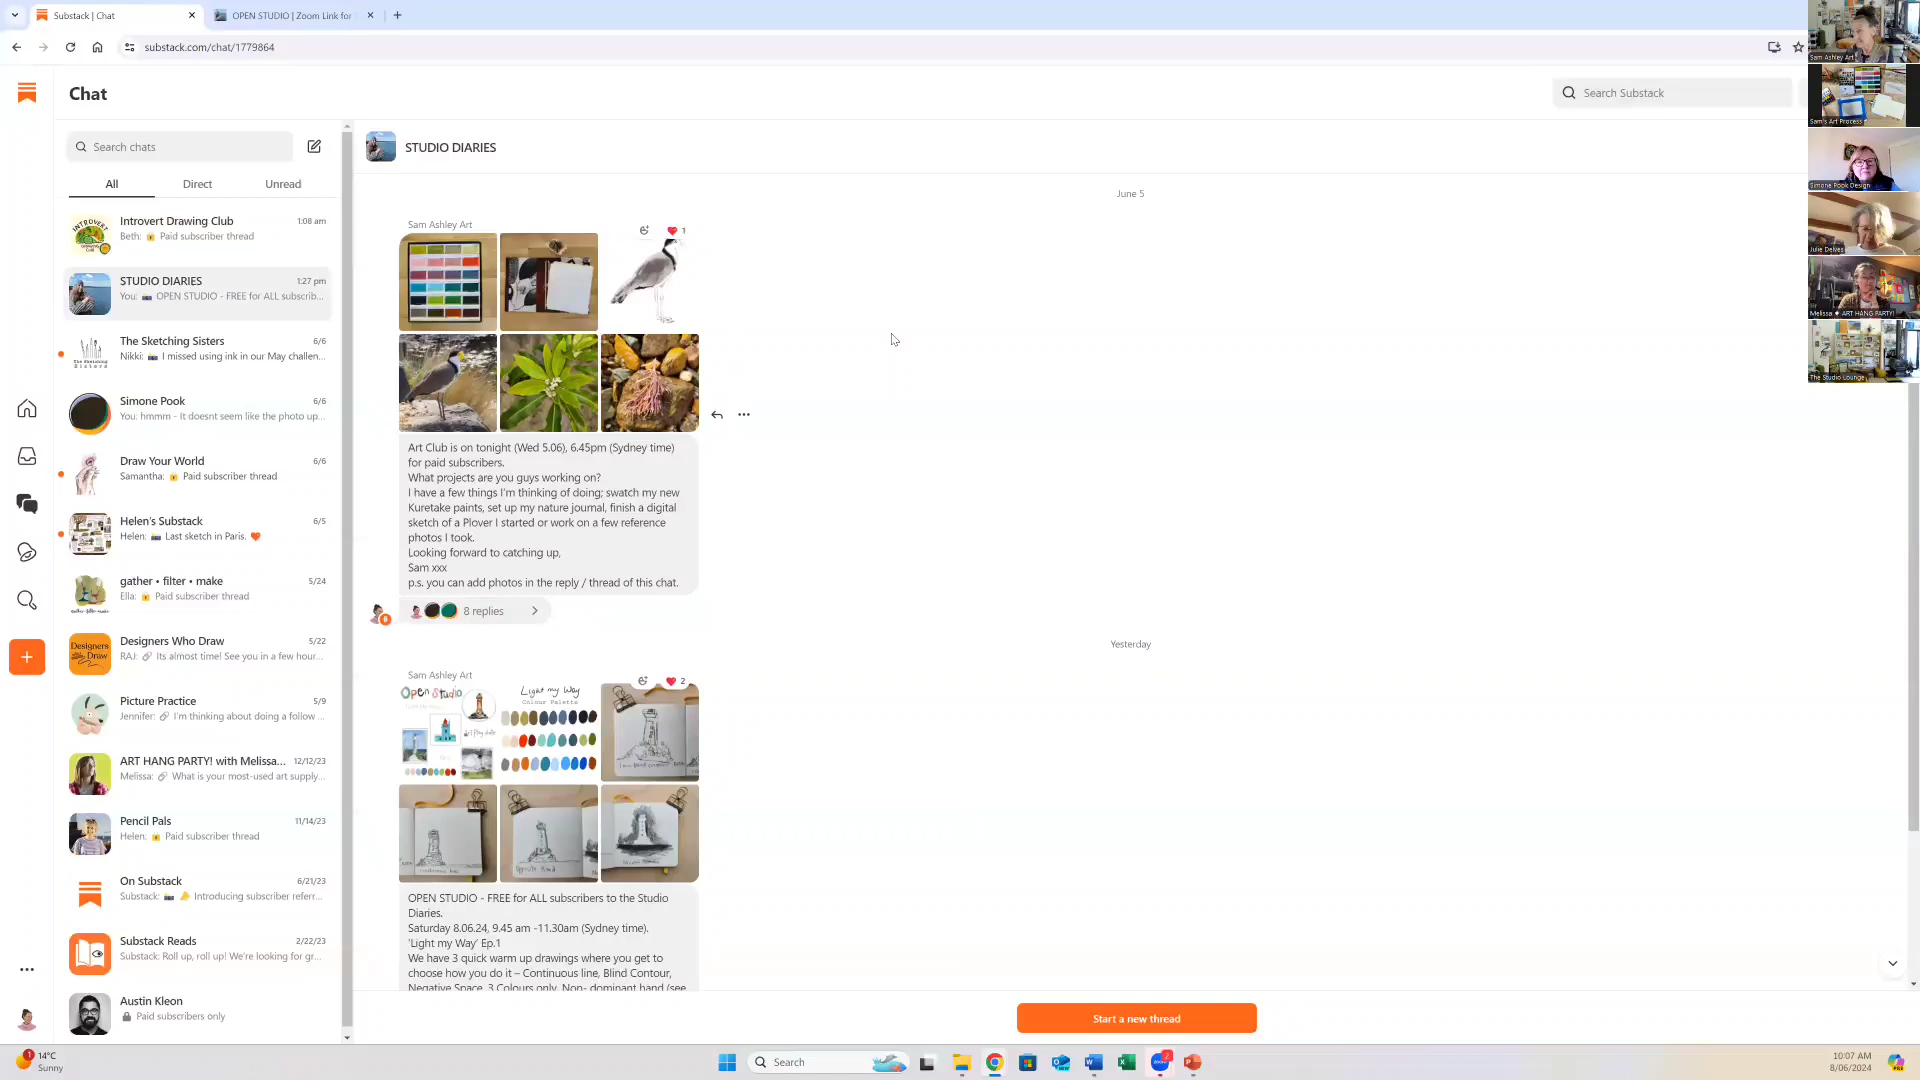 Substack | Chat
OPEN STUDIO | Zoom Link for
substack.com/chat/1779864
Chat
Search Substack
Search chats
All
Direct
Unread
Introvert Drawing Club
1:08 am
Beth: 🔒 Paid subscriber thread
STUDIO DIARIES
1:27 pm
You: 📷 OPEN STUDIO - FREE for ALL subscrib...
The Sketching Sisters
6/6
Nikki: 📷 I missed using ink in our May challen...
Simone Pook
6/6
You: hmmm - It doesnt seem like the photo up...
Draw Your World
6/6
Samantha: 🔒 Paid subscriber thread
Helen's Substack
6/5
Helen: 📷 Last sketch in Paris. 🧡
gather • filter • make
5/24
Ella: 🔒 Paid subscriber thread
Designers Who Draw
5/22
RAJ: 🔗 Its almost time! See you in a few hour...
Picture Practice
5/9
Jennifer: 🔗 I'm thinking about doing a follow ...
ART HANG PARTY! with Melissa...
12/12/23
Melissa: 🔗 What is your most-used art supply...
Pencil Pals
11/14/23
Helen: 🔒 Paid subscriber thread
On Substack
6/21/23
Substack: 📷 🔔 Introducing subscriber referr...
Substack Reads
2/22/23
Substack: Roll up, roll up! We're looking for gr...
Austin Kleon
Paid subscribers only
STUDIO DIARIES
June 5
Sam Ashley Art
1
Art Club is on tonight (Wed 5.06), 6.45pm (Sydney time)
for paid subscribers.
What projects are you guys working on?
I have a few things I'm thinking of doing; swatch my new
Kuretake paints, set up my nature journal, finish a digital
sketch of a Plover I started or work on a few reference
photos I took.
Looking forward to catching up,
Sam xxx
p.s. you can add photos in the reply / thread of this chat.
8 replies
Yesterday
Sam Ashley Art
2
Open Studio
Light my Way
Colour Palette
OPEN STUDIO - FREE for ALL subscribers to the Studio
Diaries.
Saturday 8.06.24, 9.45 am -11.30am (Sydney time).
'Light my Way' Ep.1
We have 3 quick warm up drawings where you get to
choose how you do it – Continuous line, Blind Contour,
Negative Space, 3 Colours only, Non- dominant hand (see
Start a new thread
Sam Ashley Art
Sam's Art Process
Simone Pook Design
Julie Delves
Melissa ♦ ART HANG PARTY!
The Studio Lounge
14°C
Sunny
Search
10:07 AM
8/06/2024